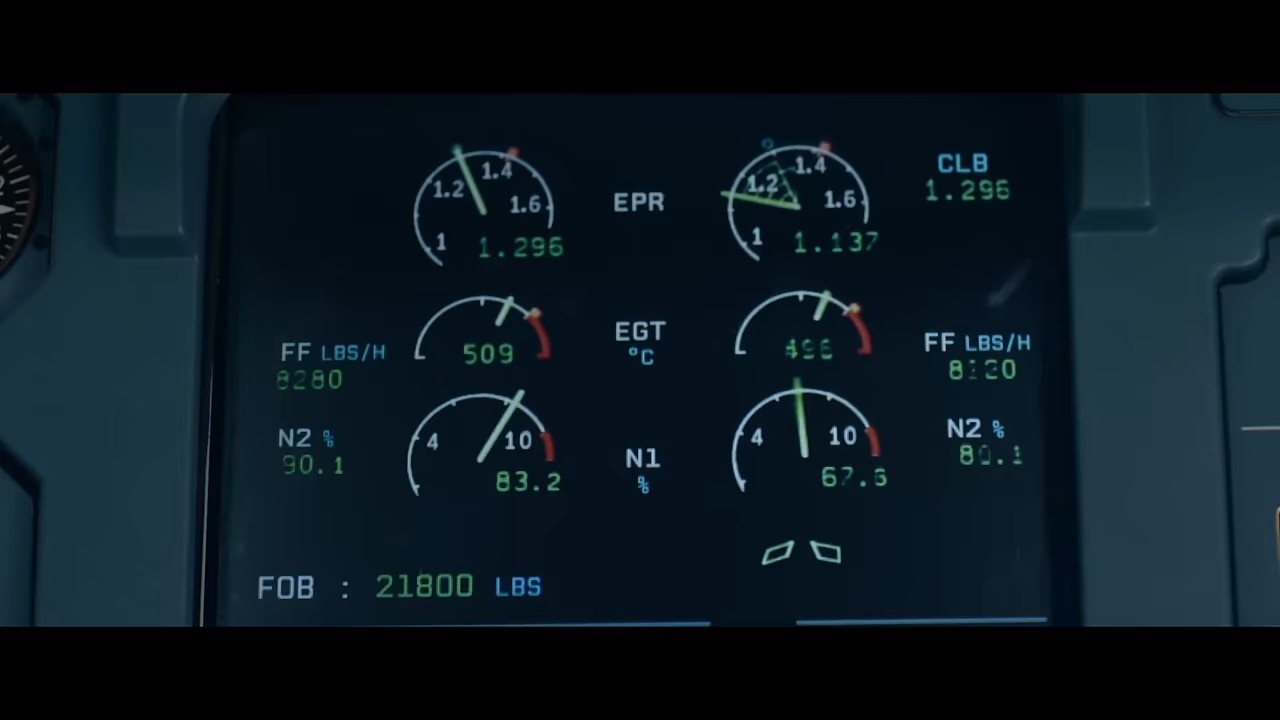 1.2 1.4 1.6 1
1.296
EPR
1.2 1.4 1.6 1
1.137
CLB
1.296
FF LBS/H
8280
509
EGT
°C
FF LBS/H
N2 %
90.1
4 10
83.2
N1
%
4 10
N2 %
FOB : 21800 LBS